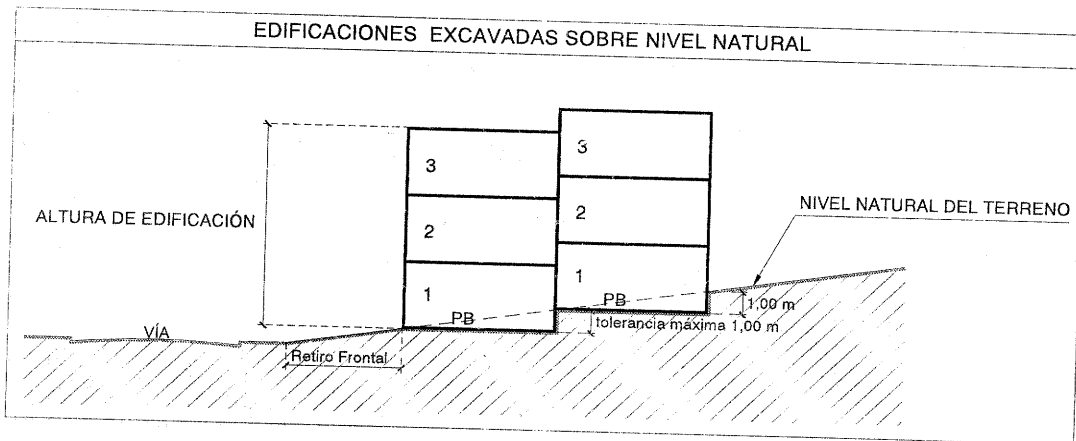 EDIFICACIONES EXCAVADAS SOBRE NIVEL NATURAL
3
3
ALTURA DE EDIFICACIÓN
2
2
NIVEL NATURAL DEL TERRENO
1
1
PB
PB
1,00 m
tolerancia máxima 1,00 m
VÍA
Retiro Frontal